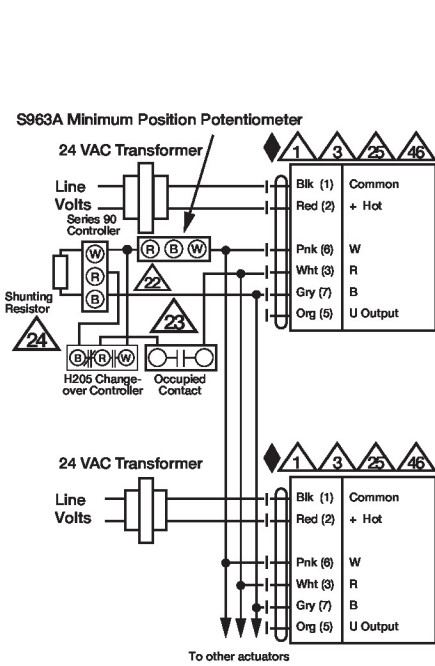 S963A Minimum Position Potentiometer
24 VAC Transformer
1 3 25 46
Line
Volts
Blk (1) Common
Red (2) + Hot
Series 90
Controller
W
R
B
R B W
Pnk (6) W
Wht (3) R
Gry (7) B
Org (5) U Output
22
Shunting
Resistor
23
24
B R W
H205 Change-
over Controller
Occupied
Contact
24 VAC Transformer
1 3 25 46
Line
Volts
Blk (1) Common
Red (2) + Hot
Pnk (6) W
Wht (3) R
Gry (7) B
Org (5) U Output
To other actuators